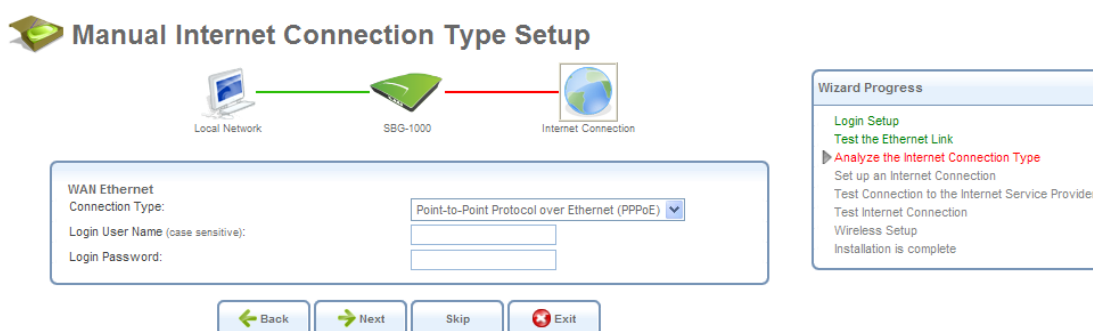 Manual Internet Connection Type Setup
Local Network
SBG-1000
Internet Connection
WAN Ethernet
Connection Type:
Point-to-Point Protocol over Ethernet (PPPoE)
Login User Name (case sensitive):
Login Password:
Back
Next
Skip
Exit
Wizard Progress
Login Setup
Test the Ethernet Link
Analyze the Internet Connection Type
Set up an Internet Connection
Test Connection to the Internet Service Provider
Test Internet Connection
Wireless Setup
Installation is complete